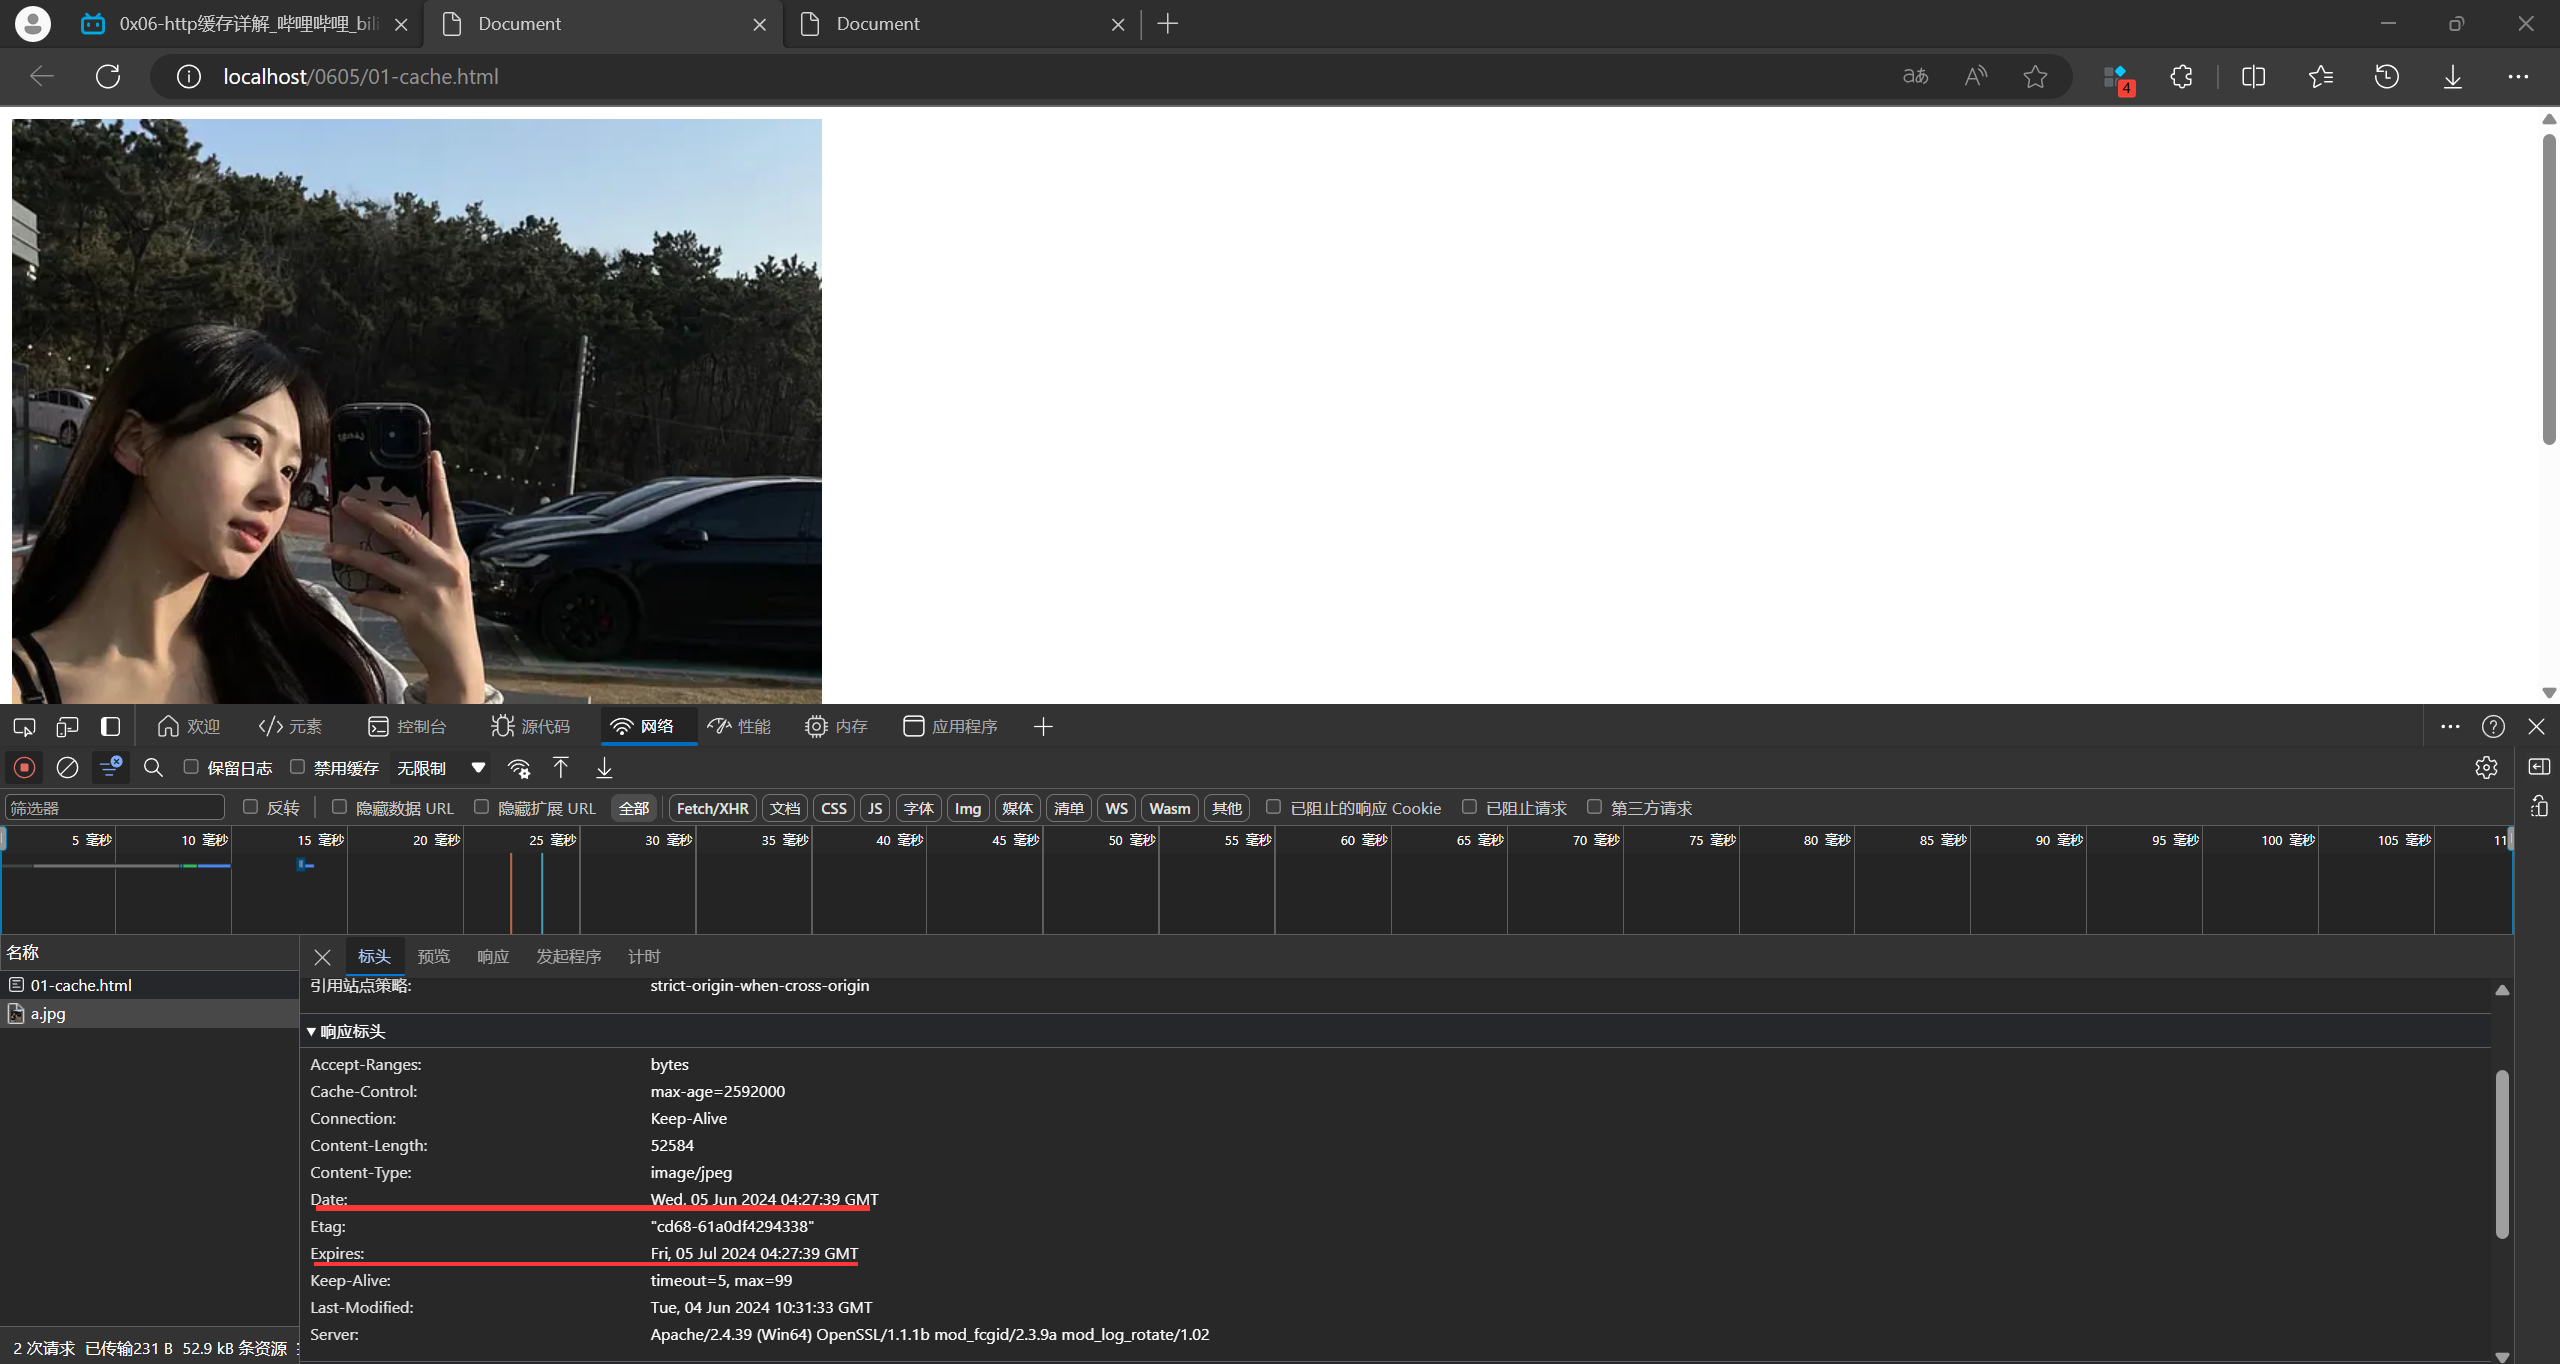 0x06-http缓存详解_哔哩哔哩_bili
Document
Document
localhost/0605/01-cache.html
aあ
4
欢迎
元素
控制台
源代码
网络
性能
内存
应用程序
保留日志
禁用缓存
无限制
筛选器
反转
隐藏数据 URL
隐藏扩展 URL
全部
Fetch/XHR
文档
CSS
JS
字体
Img
媒体
清单
WS
Wasm
其他
已阻止的响应 Cookie
已阻止请求
第三方请求
5 毫秒
10 毫秒
15 毫秒
20 毫秒
25 毫秒
30 毫秒
35 毫秒
40 毫秒
45 毫秒
50 毫秒
55 毫秒
60 毫秒
65 毫秒
70 毫秒
75 毫秒
80 毫秒
85 毫秒
90 毫秒
95 毫秒
100 毫秒
105 毫秒
11
名称
01-cache.html
a.jpg
标头
预览
响应
发起程序
计时
引用站点策略: strict-origin-when-cross-origin
响应标头
Accept-Ranges: bytes
Cache-Control: max-age=2592000
Connection: Keep-Alive
Content-Length: 52584
Content-Type: image/jpeg
Date: Wed, 05 Jun 2024 04:27:39 GMT
Etag: "cd68-61a0df4294338"
Expires: Fri, 05 Jul 2024 04:27:39 GMT
Keep-Alive: timeout=5, max=99
Last-Modified: Tue, 04 Jun 2024 10:31:33 GMT
Server: Apache/2.4.39 (Win64) OpenSSL/1.1.1b mod_fcgid/2.3.9a mod_log_rotate/1.02
2 次请求 已传输231 B 52.9 kB 条资源